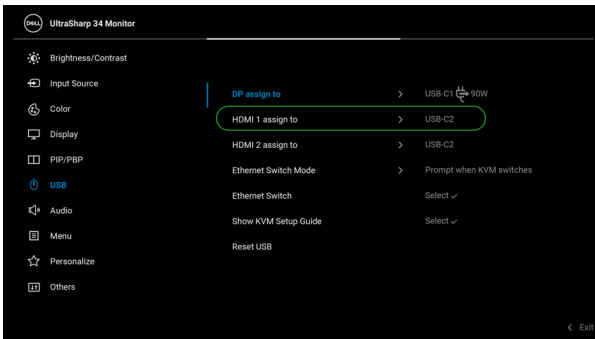 DELL UltraSharp 34 Monitor
Brightness/Contrast
Input Source
Color
Display
PIP/PBP
USB
Audio
Menu
Personalize
Others
DP assign to > USB-C1 90W
HDMI 1 assign to > USB-C2
HDMI 2 assign to > USB-C2
Ethernet Switch Mode > Prompt when KVM switches
Ethernet Switch Select
Show KVM Setup Guide Select
Reset USB
< Exit